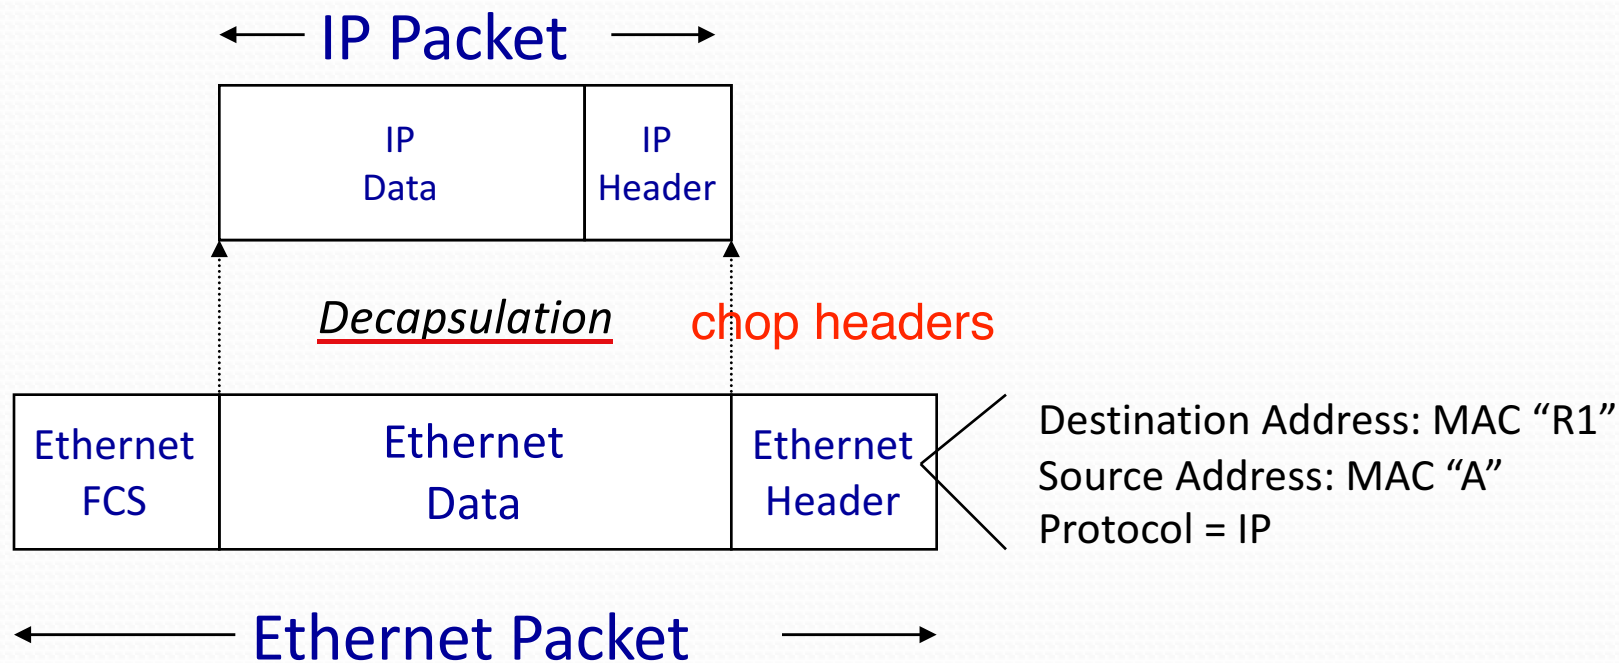 IP Packet
IP
Data
IP
Header
Decapsulation
chop headers
Ethernet
FCS
Ethernet
Data
Ethernet
Header
Destination Address: MAC “R1”
Source Address: MAC “A”
Protocol = IP
Ethernet Packet